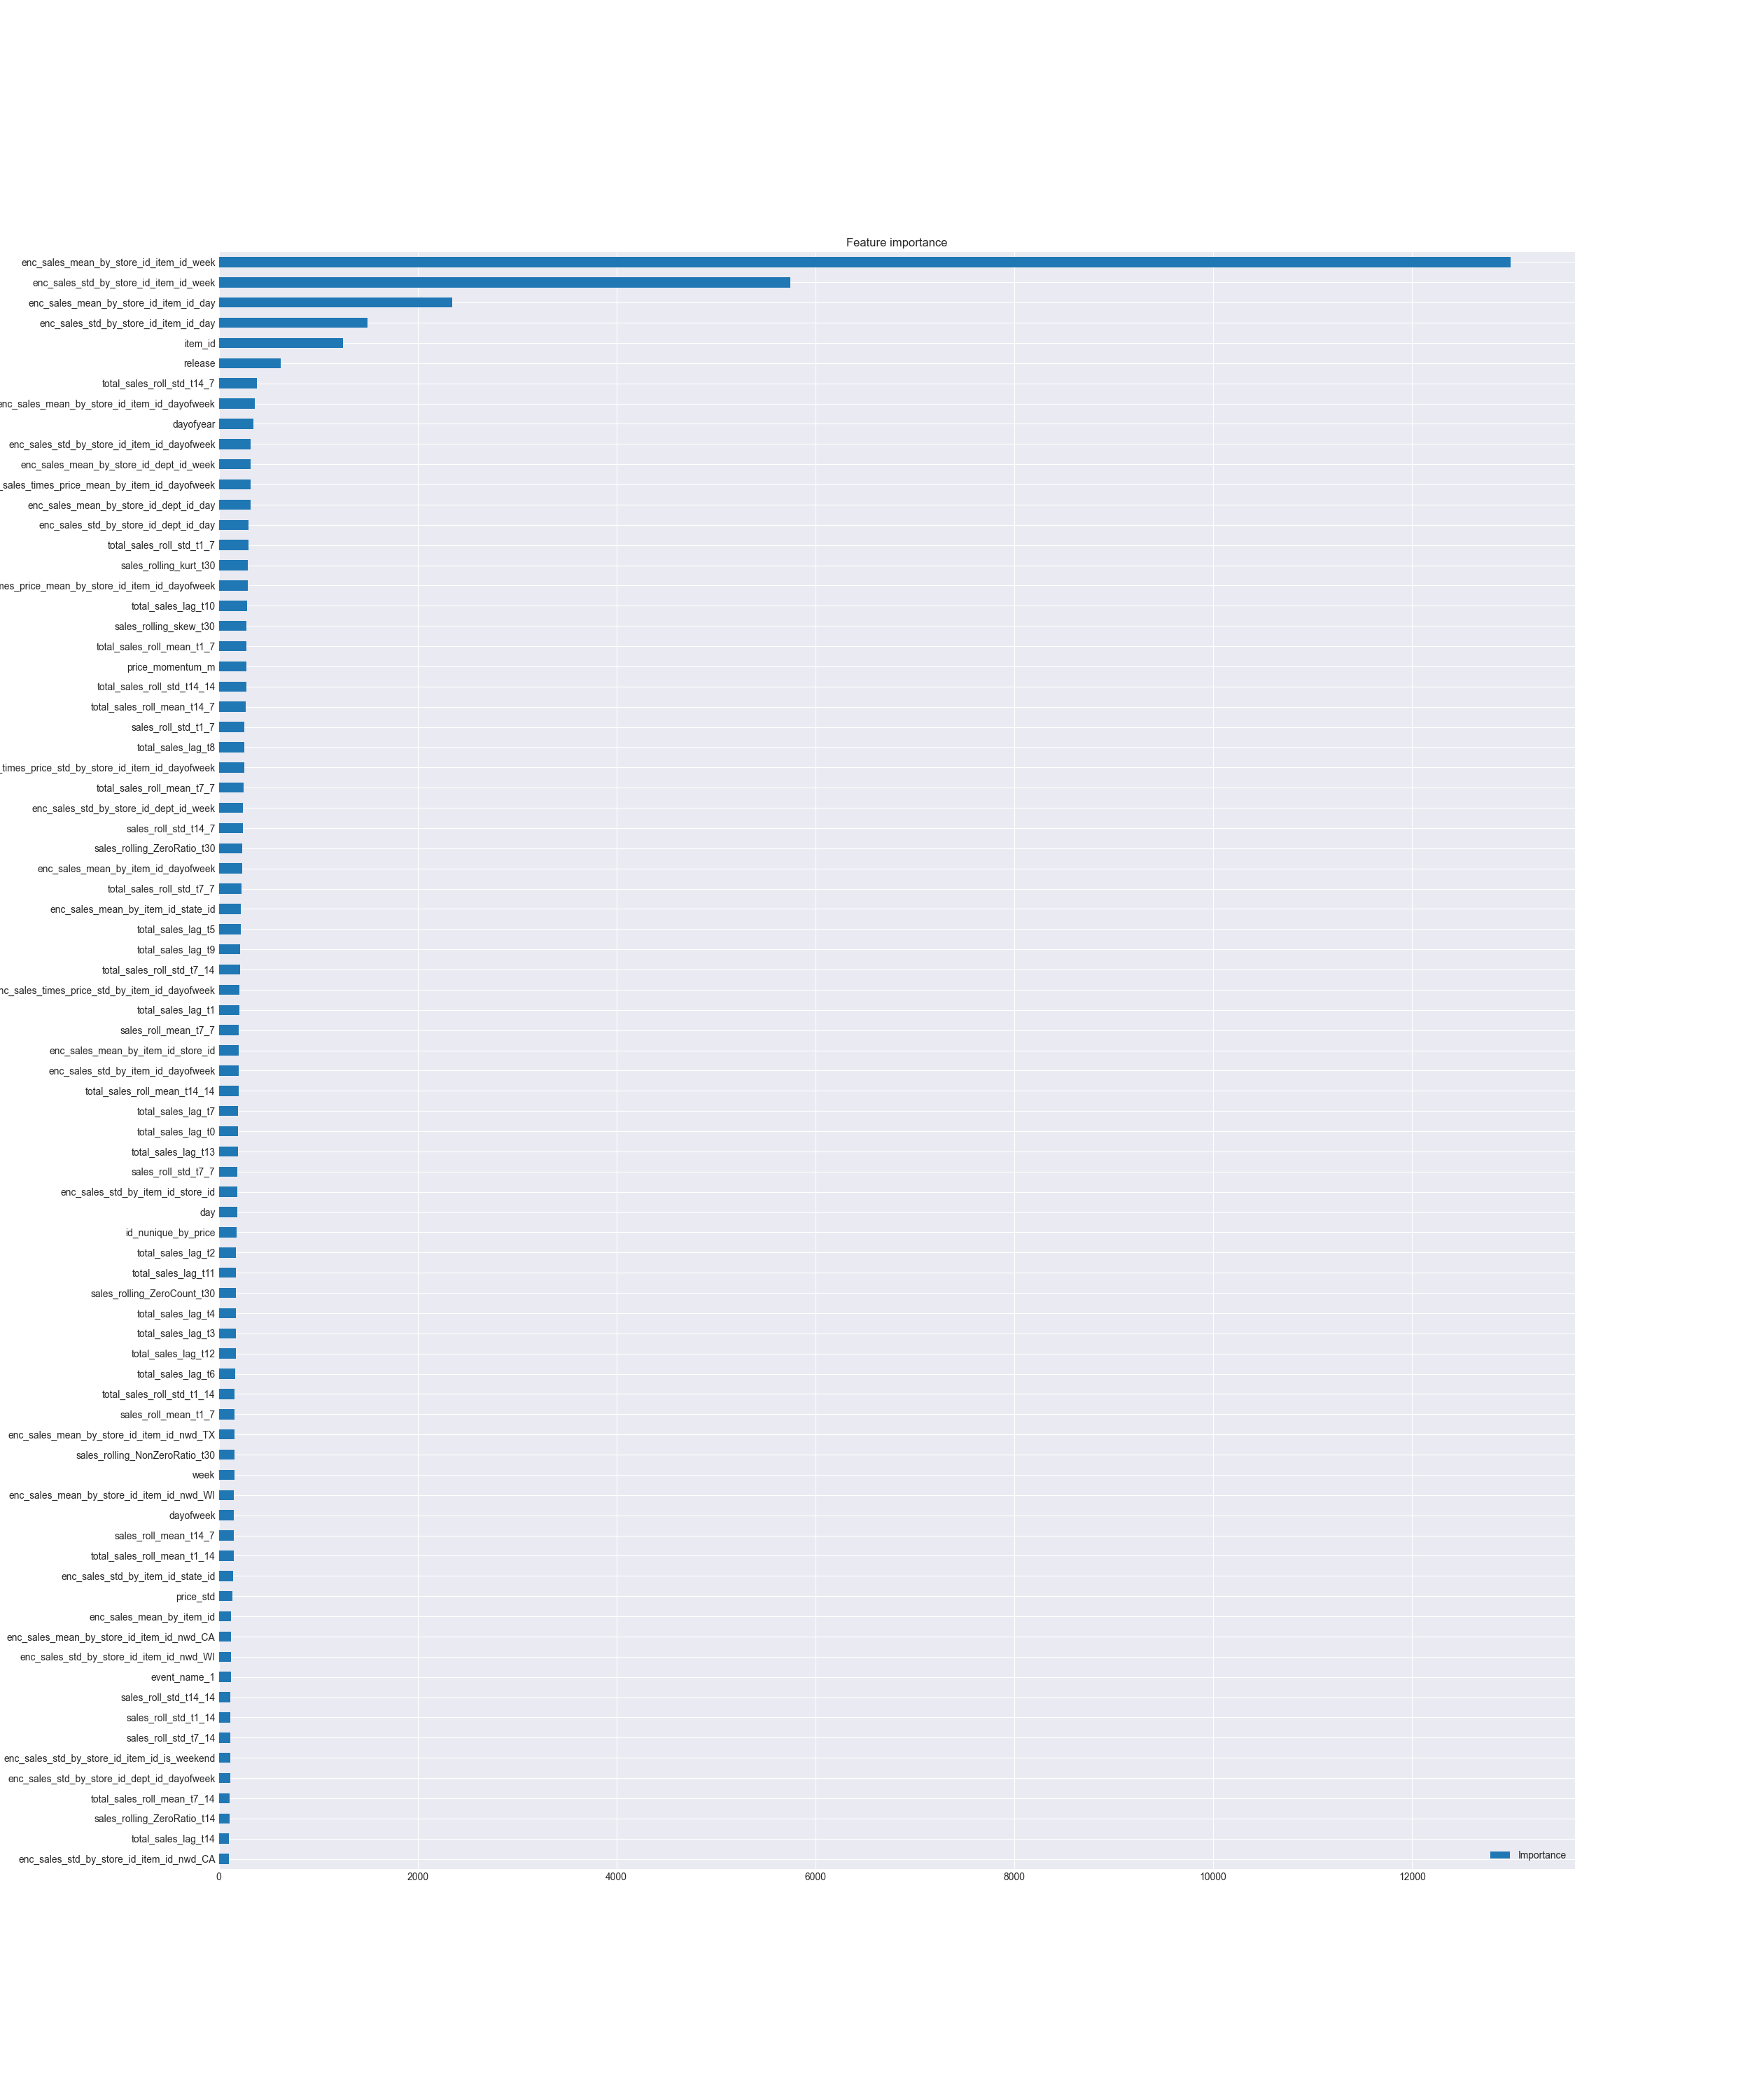 Feature importance
enc_sales_mean_by_store_id_item_id_week
enc_sales_std_by_store_id_item_id_week
enc_sales_mean_by_store_id_item_id_day
enc_sales_std_by_store_id_item_id_day
item_id
release
total_sales_roll_std_t14_7
enc_sales_mean_by_store_id_item_id_dayofweek
dayofyear
enc_sales_std_by_store_id_item_id_dayofweek
enc_sales_mean_by_store_id_dept_id_week
_sales_times_price_mean_by_item_id_dayofweek
enc_sales_mean_by_store_id_dept_id_day
enc_sales_std_by_store_id_dept_id_day
total_sales_roll_std_t1_7
sales_rolling_kurt_t30
mes_price_mean_by_store_id_item_id_dayofweek
total_sales_lag_t10
sales_rolling_skew_t30
total_sales_roll_mean_t1_7
price_momentum_m
total_sales_roll_std_t14_14
total_sales_roll_mean_t14_7
sales_roll_std_t1_7
total_sales_lag_t8
_times_price_std_by_store_id_item_id_dayofweek
total_sales_roll_mean_t7_7
enc_sales_std_by_store_id_dept_id_week
sales_roll_std_t14_7
sales_rolling_ZeroRatio_t30
enc_sales_mean_by_item_id_dayofweek
total_sales_roll_std_t7_7
enc_sales_mean_by_item_id_state_id
total_sales_lag_t5
total_sales_lag_t9
total_sales_roll_std_t7_14
nc_sales_times_price_std_by_item_id_dayofweek
total_sales_lag_t1
sales_roll_mean_t7_7
enc_sales_mean_by_item_id_store_id
enc_sales_std_by_item_id_dayofweek
total_sales_roll_mean_t14_14
total_sales_lag_t7
total_sales_lag_t0
total_sales_lag_t13
sales_roll_std_t7_7
enc_sales_std_by_item_id_store_id
day
id_nunique_by_price
total_sales_lag_t2
total_sales_lag_t11
sales_rolling_ZeroCount_t30
total_sales_lag_t4
total_sales_lag_t3
total_sales_lag_t12
total_sales_lag_t6
total_sales_roll_std_t1_14
sales_roll_mean_t1_7
enc_sales_mean_by_store_id_item_id_nwd_TX
sales_rolling_NonZeroRatio_t30
week
enc_sales_mean_by_store_id_item_id_nwd_WI
dayofweek
sales_roll_mean_t14_7
total_sales_roll_mean_t1_14
enc_sales_std_by_item_id_state_id
price_std
enc_sales_mean_by_item_id
enc_sales_mean_by_store_id_item_id_nwd_CA
enc_sales_std_by_store_id_item_id_nwd_WI
event_name_1
sales_roll_std_t14_14
sales_roll_std_t1_14
sales_roll_std_t7_14
enc_sales_std_by_store_id_item_id_is_weekend
enc_sales_std_by_store_id_dept_id_dayofweek
total_sales_roll_mean_t7_14
sales_rolling_ZeroRatio_t14
total_sales_lag_t14
enc_sales_std_by_store_id_item_id_nwd_CA
Importance
0 2000 4000 6000 8000 10000 12000